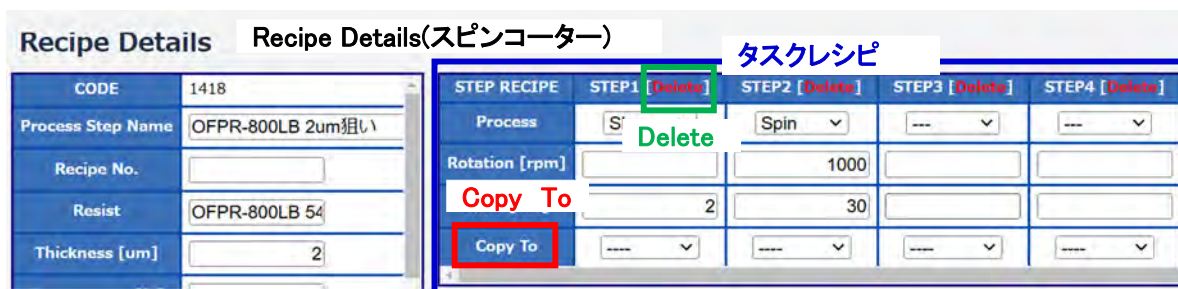 Recipe Details
Recipe Details(スピンコーター)
タスクレシピ
CODE 1418
Process Step Name OFPR-800LB 2um狙い
Recipe No.
Resist OFPR-800LB 54
Thickness [um] 2
STEP RECIPE STEP1 [Delete] STEP2 [Delete] STEP3 [Delete] STEP4 [Delete]
Process Spin --- ---
Delete
Rotation [rpm] 1000
Copy To
2 30
Copy To ---- ---- ---- ----